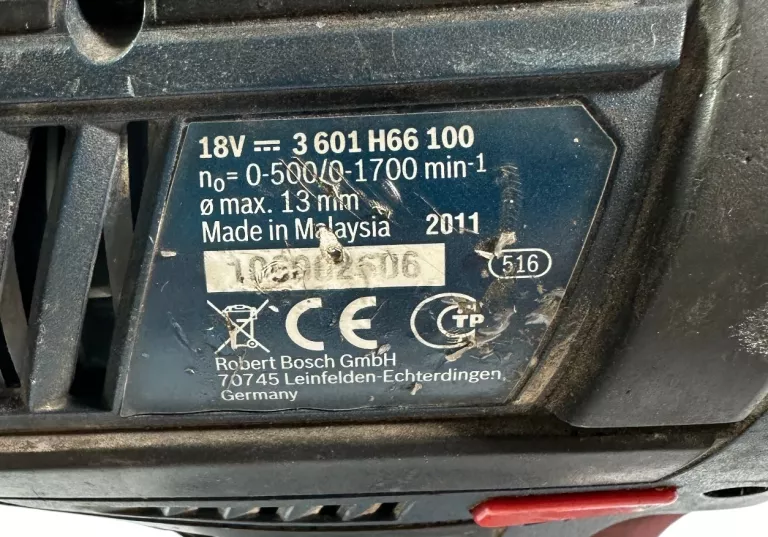 18V ⎓ 3 601 H66 100
n₀= 0-500/0-1700 min-1
ø max. 13 mm
Made in Malaysia 2011
516
CE CTP
Robert Bosch GmbH
70745 Leinfelden-Echterdingen,
Germany